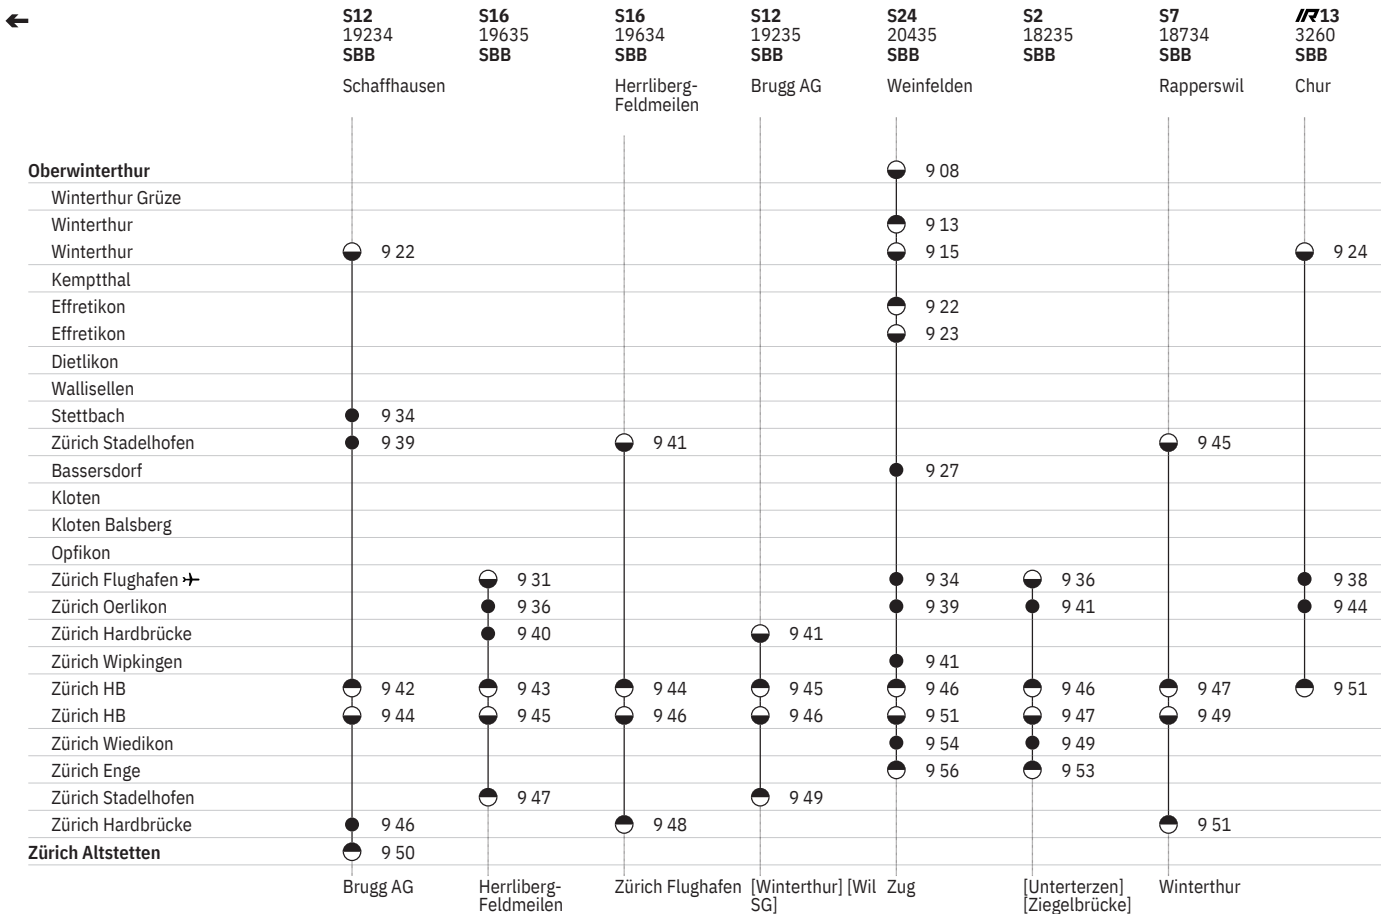 S12 S16 S16 S12 S24 S2 S7 IR13
19234 19635 19634 19235 20435 18235 18734 3260
SBB SBB SBB SBB SBB SBB SBB SBB
Schaffhausen Herrliberg- Brugg AG Weinfelden Rapperswil Chur
Feldmeilen
Oberwinterthur 9 08
Winterthur Grüze
Winterthur 9 13
Winterthur 9 22 9 15 9 24
Kemptthal
Effretikon 9 22
Effretikon 9 23
Dietlikon
Wallisellen
Stettbach 9 34
Zürich Stadelhofen 9 39 9 41 9 45
Bassersdorf 9 27
Kloten
Kloten Balsberg
Opfikon
Zürich Flughafen 9 31 9 34 9 36 9 38
Zürich Oerlikon 9 36 9 39 9 41 9 44
Zürich Hardbrücke 9 40 9 41
Zürich Wipkingen 9 41
Zürich HB 9 42 9 43 9 44 9 45 9 46 9 46 9 47 9 51
Zürich HB 9 44 9 45 9 46 9 46 9 51 9 47 9 49
Zürich Wiedikon 9 54 9 49
Zürich Enge 9 56 9 53
Zürich Stadelhofen 9 47 9 49
Zürich Hardbrücke 9 46 9 48 9 51
Zürich Altstetten 9 50
Brugg AG Herrliberg- Zürich Flughafen [Winterthur] [Wil Zug [Unterterzen] Winterthur
Feldmeilen SG] [Ziegelbrücke]